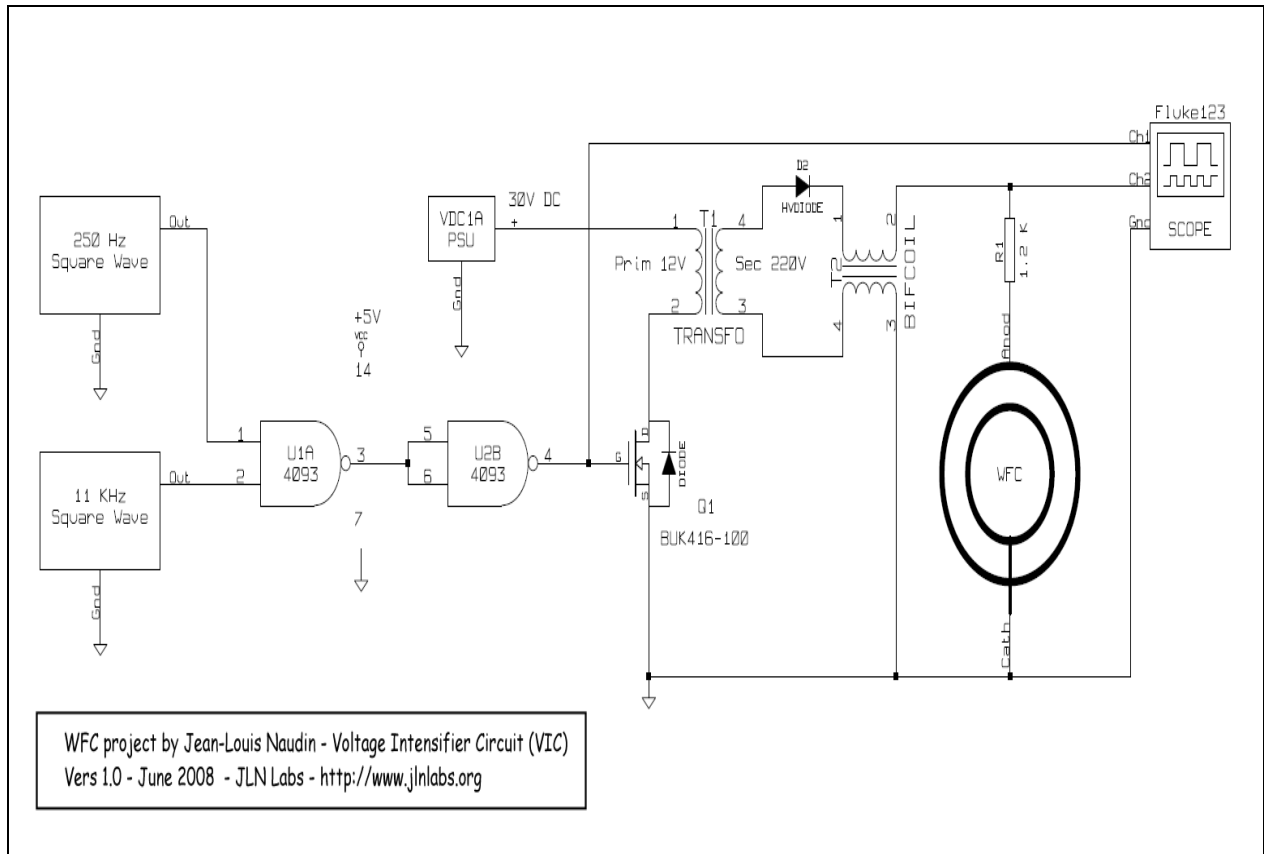 Fluke123
Ch1
Ch2
Gnd
SCOPE
250 Hz
Square Wave
Out
Gnd
11 KHz
Square Wave
Out
Gnd
+5V
VCC
14
7
1
2
U1A
4093
3
5
6
U2B
4093
4
VDC1A
PSU
30V DC
+
Gnd
1
T1
4
Prim 12V
Sec 220V
2
3
TRANSFO
D2
HVDIODE
1
2
T2
BIFCOIL
4
3
R1
1.2 K
Anod
WFC
Cath
D
G
S
DIODE
Q1
BUK416-100
WFC project by Jean-Louis Naudin - Voltage Intensifier Circuit (VIC)
Vers 1.0 - June 2008 - JLN Labs - http://www.jlnlabs.org